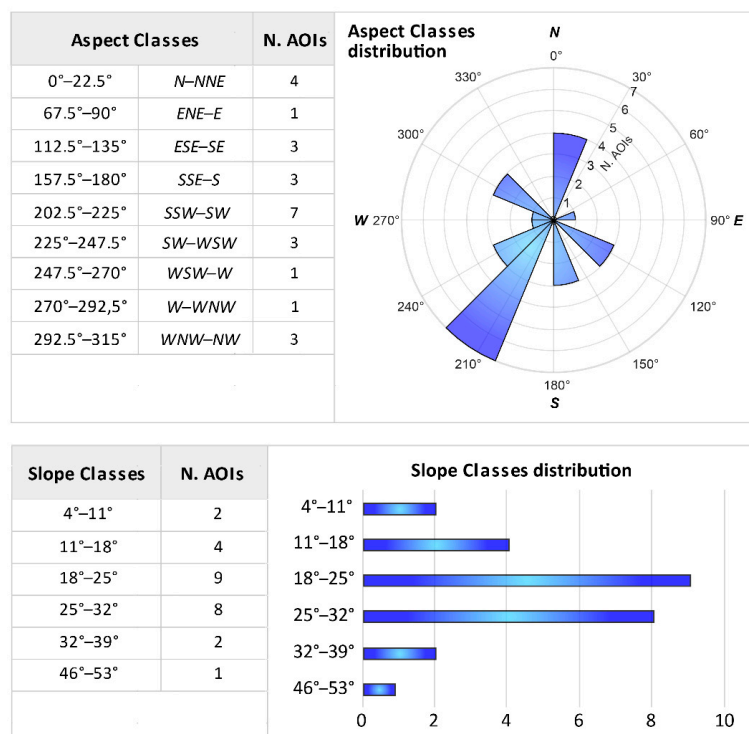 Aspect Classes N. AOIs
0°–22.5° N–NNE 4
67.5°–90° ENE–E 1
112.5°–135° ESE–SE 3
157.5°–180° SSE–S 3
202.5°–225° SSW–SW 7
225°–247.5° SW–WSW 3
247.5°–270° WSW–W 1
270°–292,5° W–WNW 1
292.5°–315° WNW–NW 3
Aspect Classes
distribution
N
0°
330°
30°
7
6
5
4
3
2
1
N. AOIs
300°
60°
W 270°
90° E
240°
120°
210°
150°
180°
S
Slope Classes N. AOIs
4°–11° 2
11°–18° 4
18°–25° 9
25°–32° 8
32°–39° 2
46°–53° 1
Slope Classes distribution
4°–11°
11°–18°
18°–25°
25°–32°
32°–39°
46°–53°
0 2 4 6 8 10